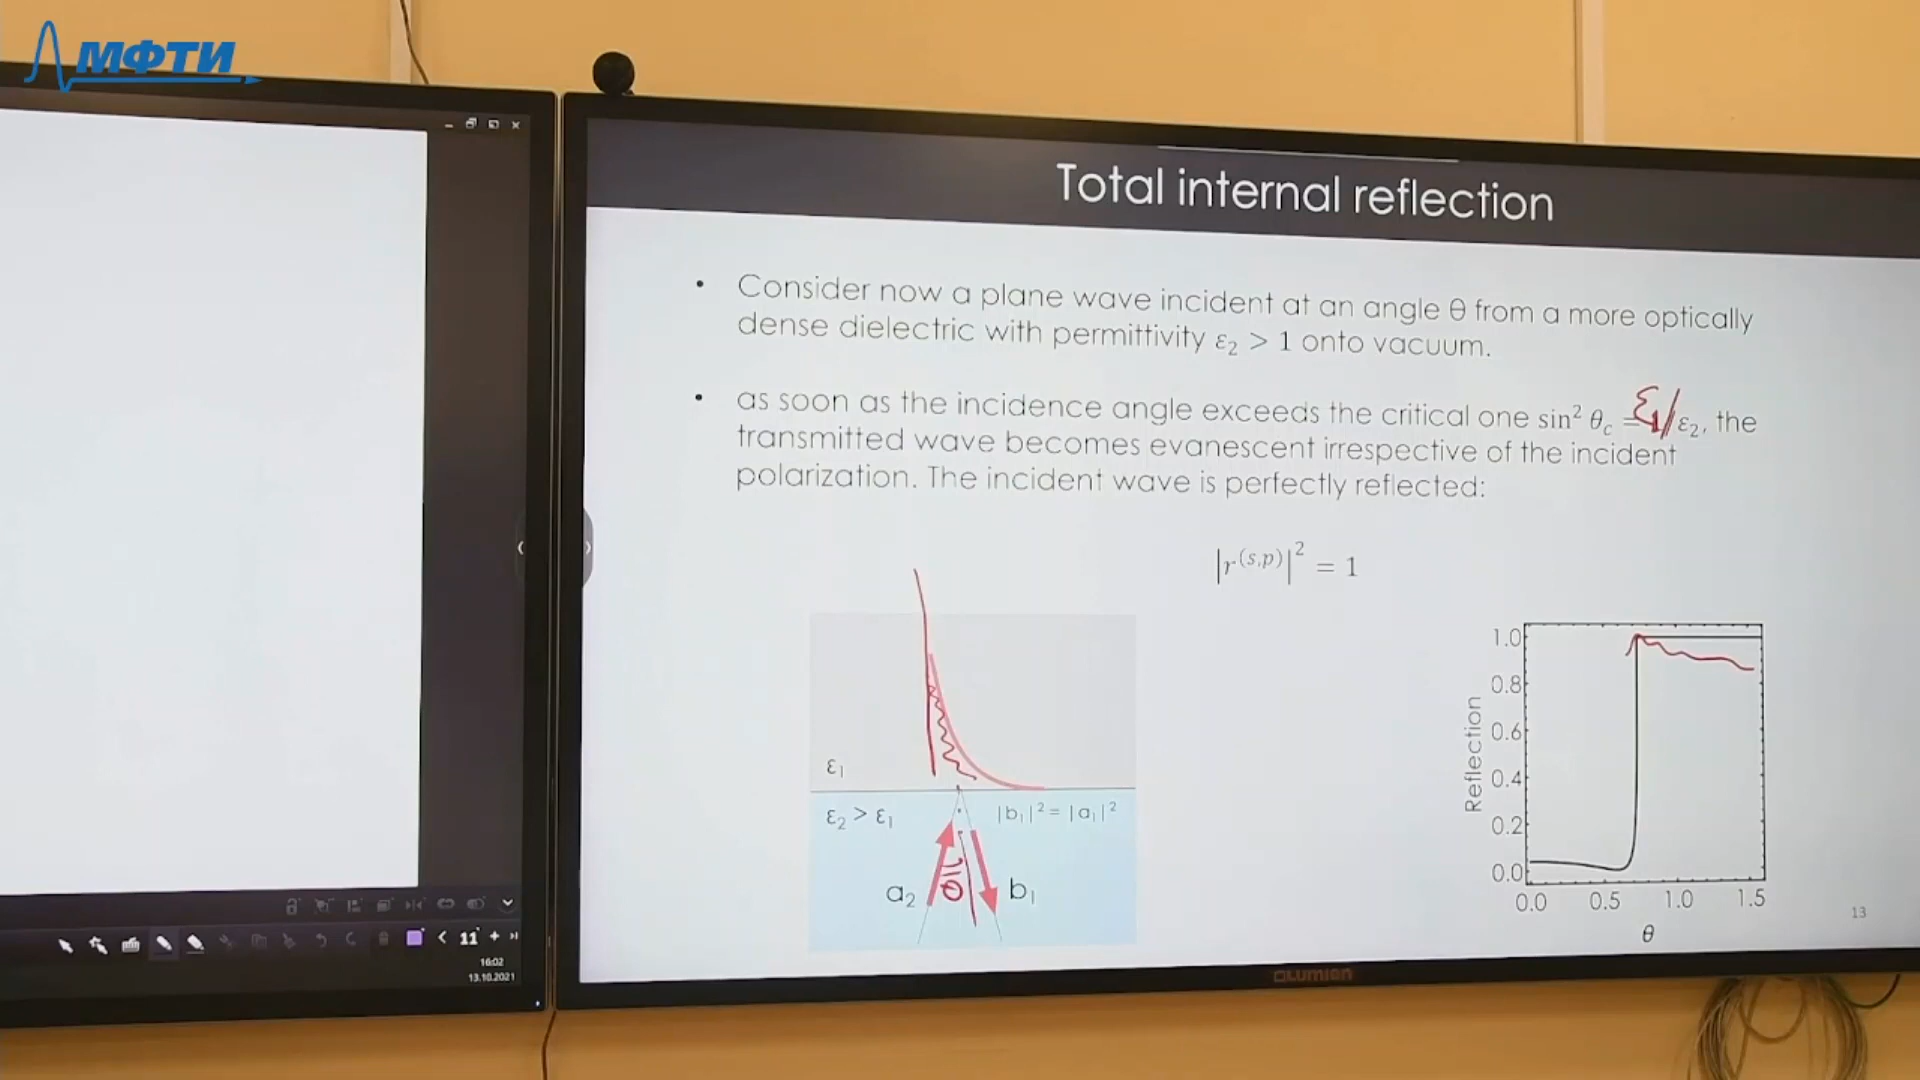 МФТИ
Total internal reflection
• Consider now a plane wave incident at an angle θ from a more optically
dense dielectric with permittivity ε₂ > 1 onto vacuum.
• as soon as the incidence angle exceeds the critical one sin² θc = ε₁/ε₂, the
transmitted wave becomes evanescent irrespective of the incident
polarization. The incident wave is perfectly reflected:
|r⁽ˢ·ᵖ⁾|² = 1
ε₁
ε₂ > ε₁
|b₁|² = |a₁|²
a₂
θ
b₁
Reflection
1.0
0.8
0.6
0.4
0.2
0.0
0.0 0.5 1.0 1.5
θ
13
11
16:02
13.10.2021
LUMIEN